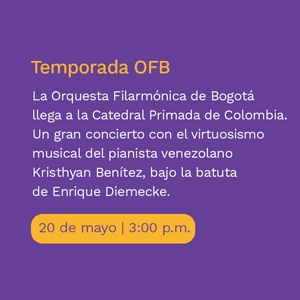 Temporada OFB
La Orquesta Filarmónica de Bogotá
llega a la Catedral Primada de Colombia.
Un gran concierto con el virtuosismo
musical del pianista venezolano
Kristhyan Benítez, bajo la batuta
de Enrique Diemecke.
20 de mayo | 3:00 p.m.